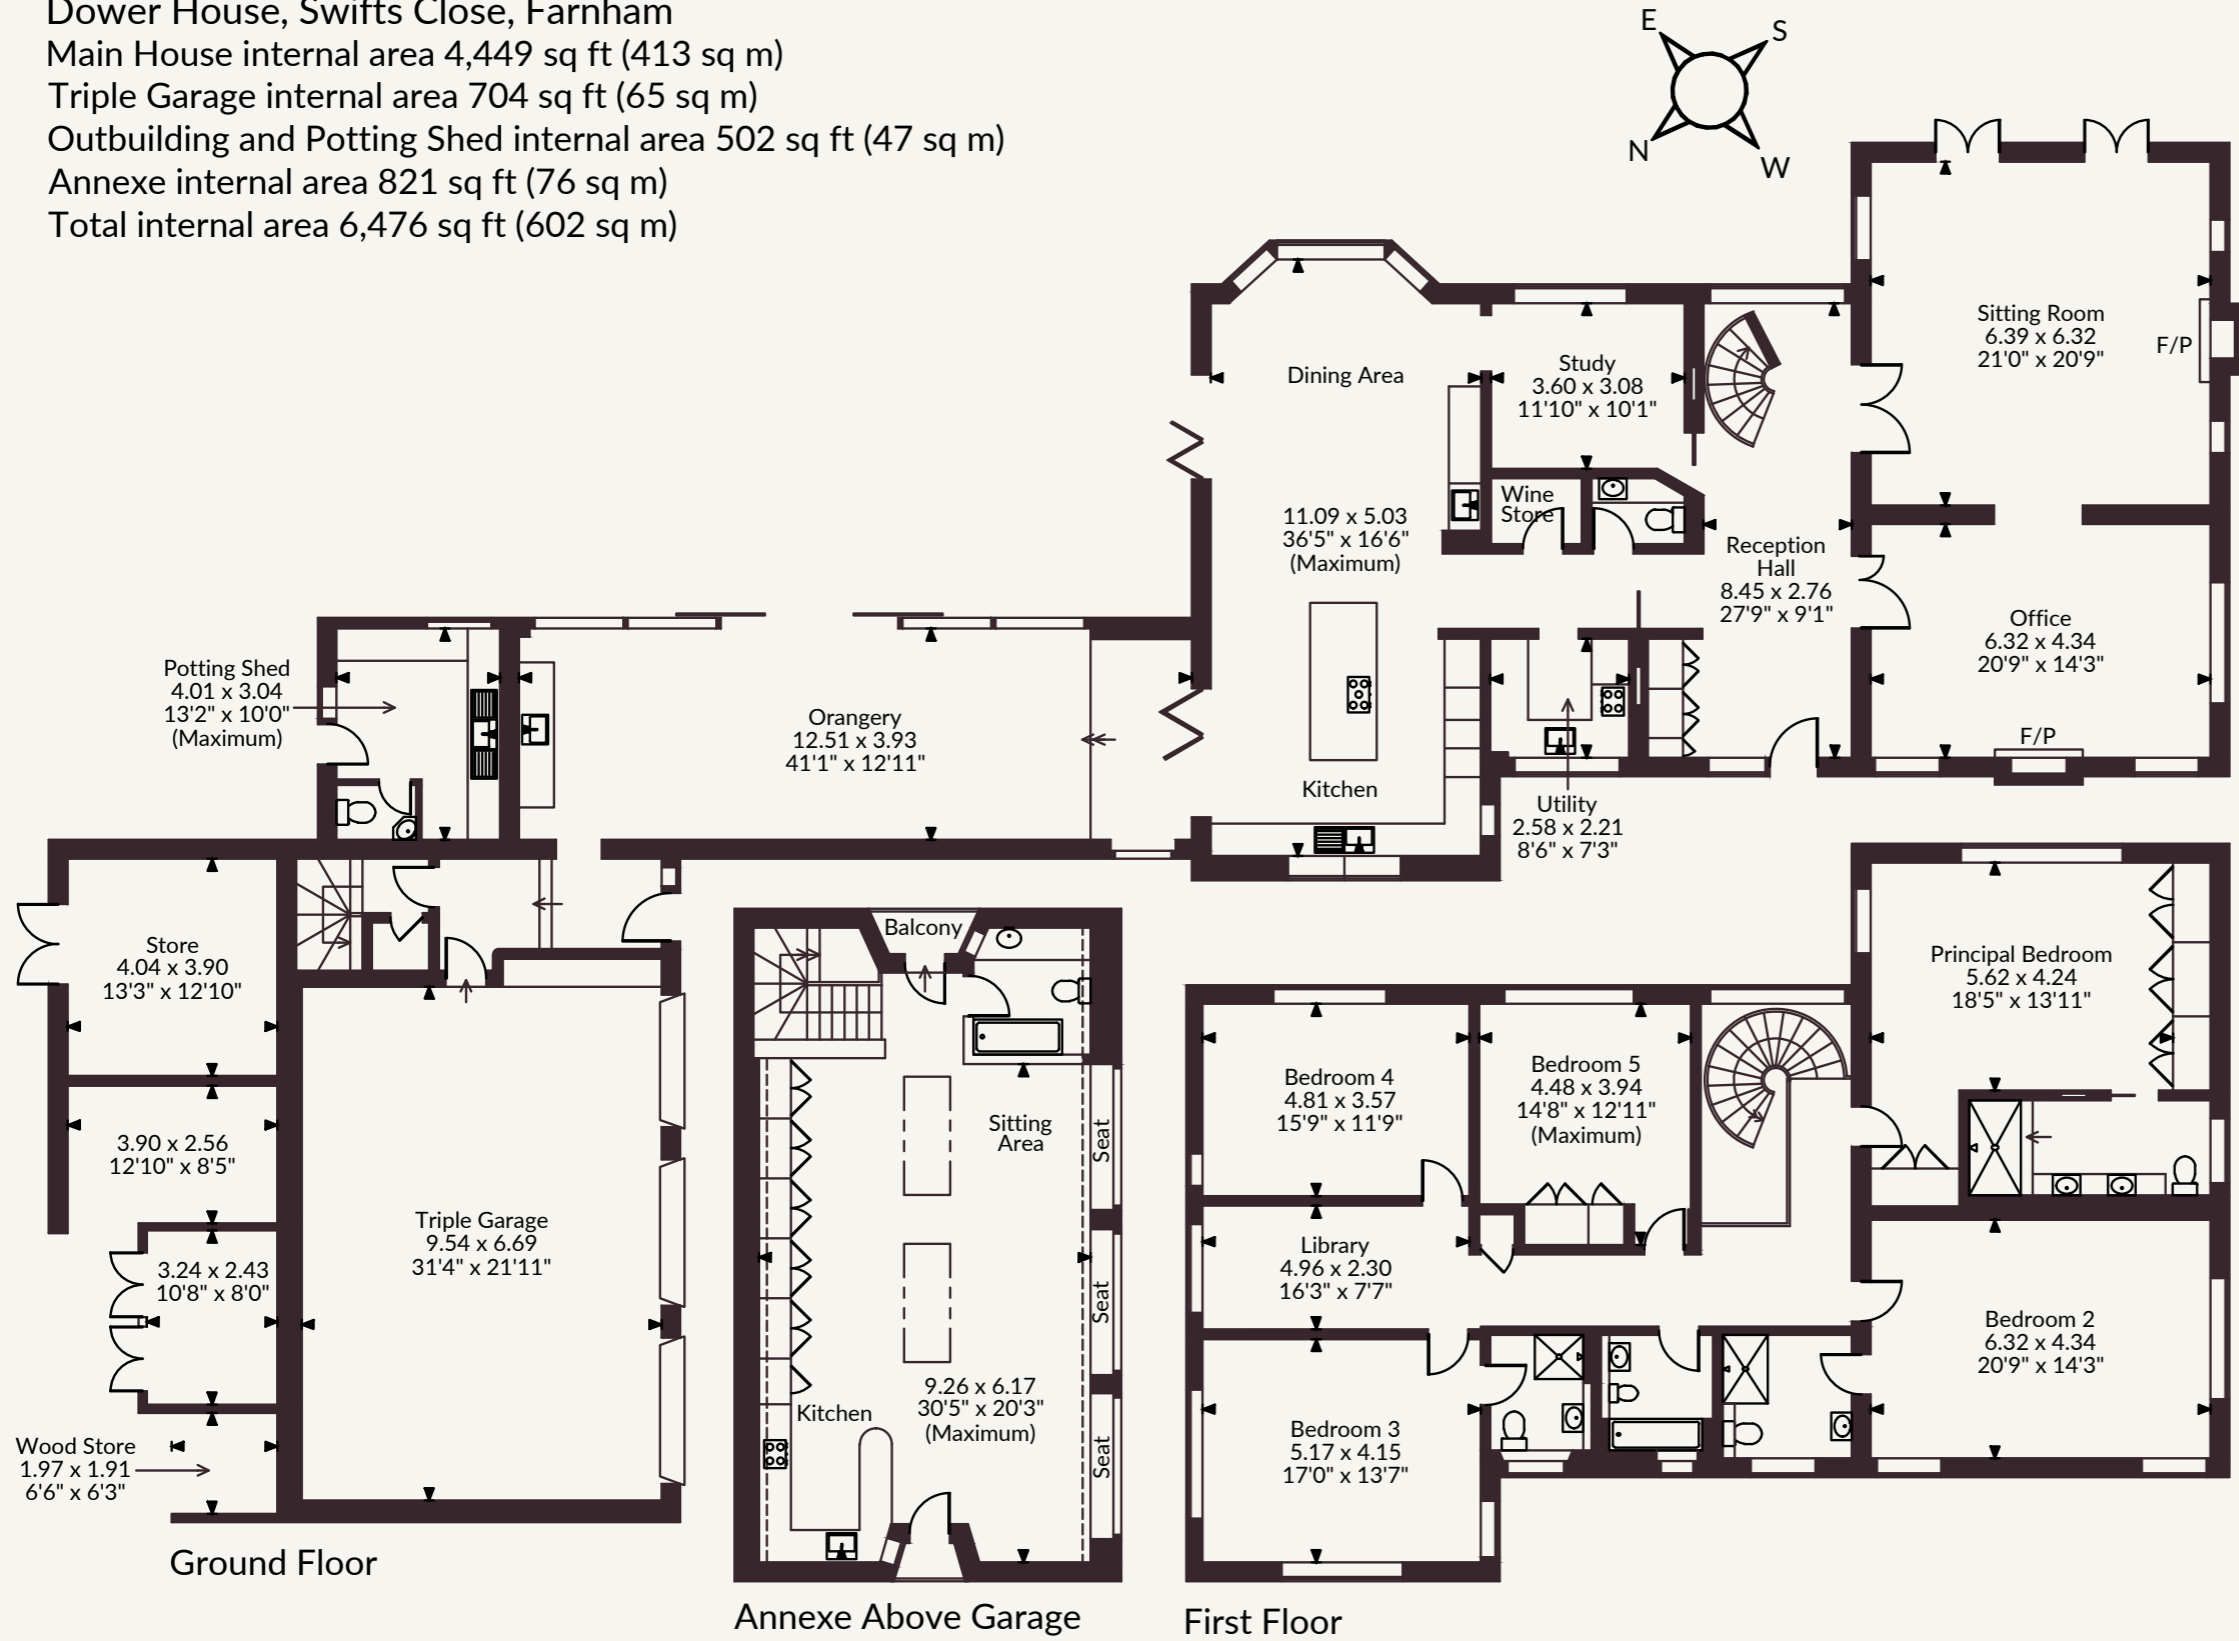 Dower House, Swifts Close, Farnham
Main House internal area 4,449 sq ft (413 sq m)
Triple Garage internal area 704 sq ft (65 sq m)
Outbuilding and Potting Shed internal area 502 sq ft (47 sq m)
Annexe internal area 821 sq ft (76 sq m)
Total internal area 6,476 sq ft (602 sq m)
E
S
N
W
Sitting Room
6.39 x 6.32
21'0" x 20'9"
F/P
Dining Area
Study
3.60 x 3.08
11'10" x 10'1"
Wine
Store
11.09 x 5.03
36'5" x 16'6"
(Maximum)
Reception
Hall
8.45 x 2.76
27'9" x 9'1"
Office
6.32 x 4.34
20'9" x 14'3"
F/P
Potting Shed
4.01 x 3.04
13'2" x 10'0"
(Maximum)
Orangery
12.51 x 3.93
41'1" x 12'11"
Kitchen
Utility
2.58 x 2.21
8'6" x 7'3"
Store
4.04 x 3.90
13'3" x 12'10"
3.90 x 2.56
12'10" x 8'5"
3.24 x 2.43
10'8" x 8'0"
Triple Garage
9.54 x 6.69
31'4" x 21'11"
Wood Store
1.97 x 1.91
6'6" x 6'3"
Ground Floor
Balcony
Sitting
Area
Seat
Seat
Seat
9.26 x 6.17
30'5" x 20'3"
(Maximum)
Kitchen
Annexe Above Garage
Principal Bedroom
5.62 x 4.24
18'5" x 13'11"
Bedroom 4
4.81 x 3.57
15'9" x 11'9"
Bedroom 5
4.48 x 3.94
14'8" x 12'11"
(Maximum)
Library
4.96 x 2.30
16'3" x 7'7"
Bedroom 2
6.32 x 4.34
20'9" x 14'3"
Bedroom 3
5.17 x 4.15
17'0" x 13'7"
First Floor